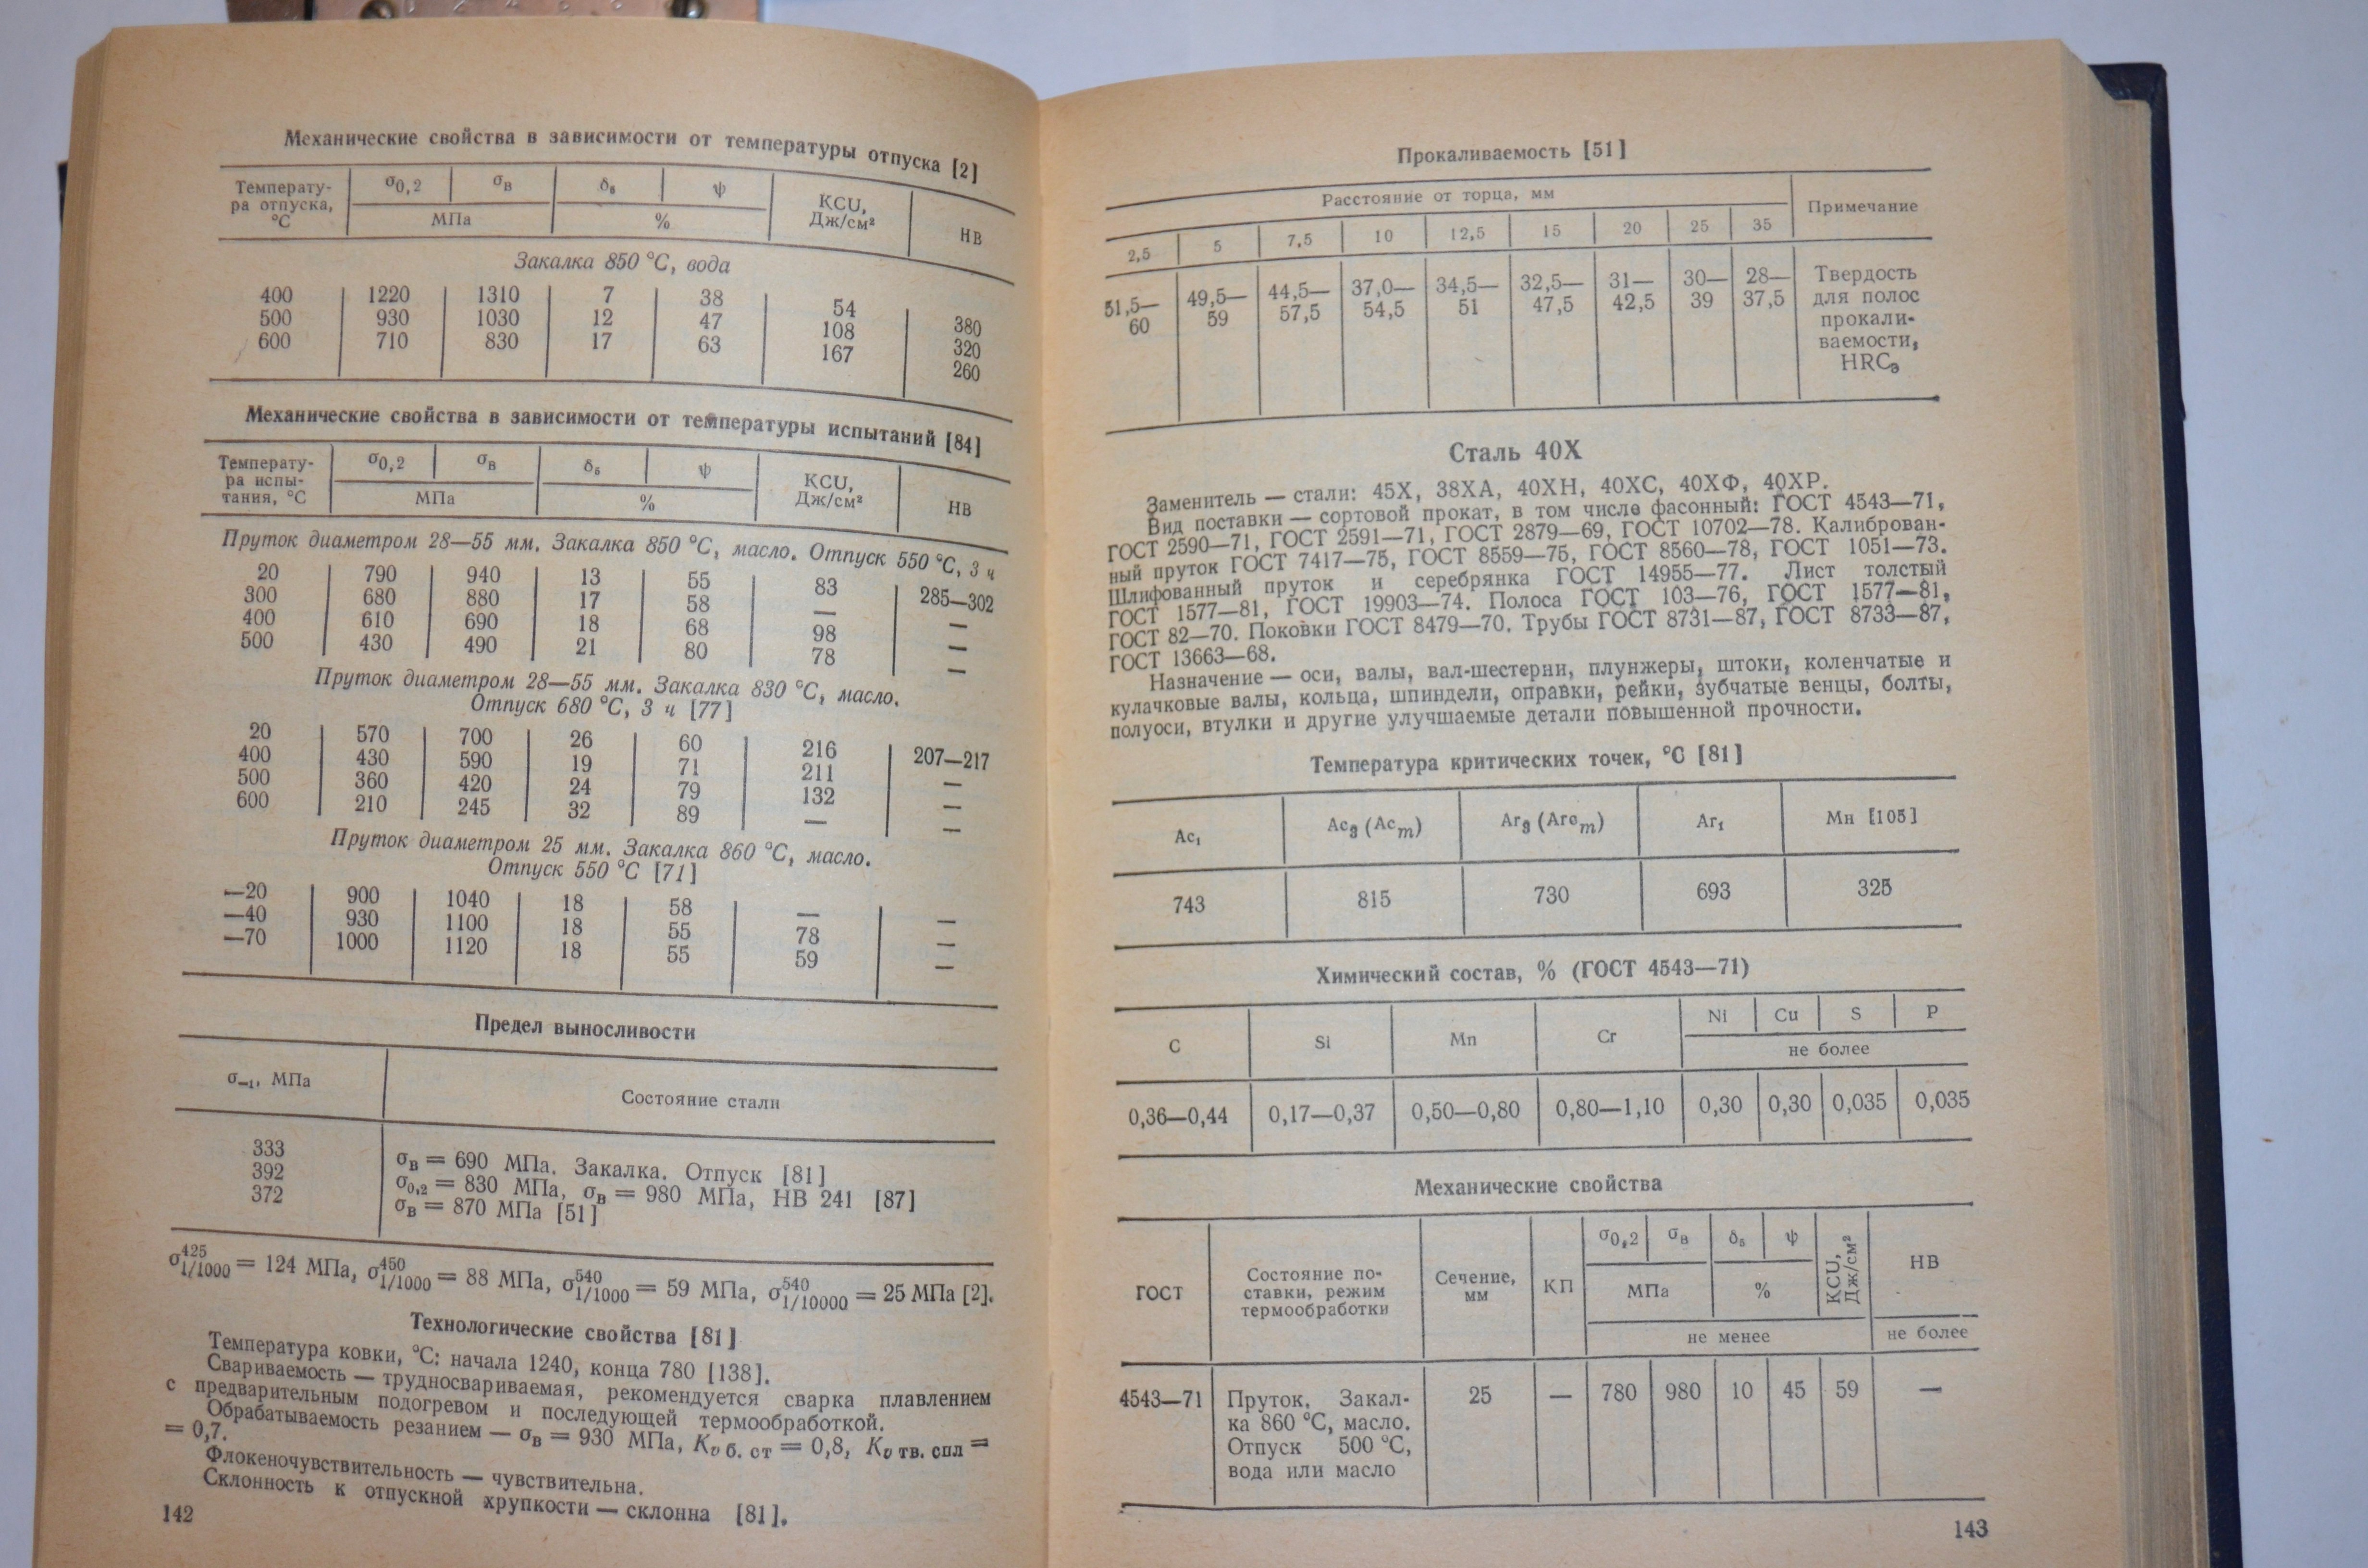 Механические свойства в зависимости от температуры отпуска [2]
Температу- σ0,2 σв δ5 ψ KCU, НВ
ра отпуска, Дж/см²
°С МПа %
Закалка 850 °С, вода
400 1220 1310 7 38 54 380
500 930 1030 12 47 108 320
600 710 830 17 63 167 260
Механические свойства в зависимости от температуры испытаний [84]
Температу- σ0,2 σв δ5 ψ KCU, НВ
ра испы- Дж/см²
тания, °С МПа %
Пруток диаметром 28—55 мм. Закалка 850 °С, масло. Отпуск 550 °С, 3 ч
20 790 940 13 55 83 285—302
300 680 880 17 58 — —
400 610 690 18 68 98 —
500 430 490 21 80 78 —
Пруток диаметром 28—55 мм. Закалка 830 °С, масло.
Отпуск 680 °С, 3 ч [77]
20 570 700 26 60 216 207—217
400 430 590 19 71 211 —
500 360 420 24 79 132 —
600 210 245 32 89 — —
Пруток диаметром 25 мм. Закалка 860 °С, масло.
Отпуск 550 °С [71]
—20 900 1040 18 58 — —
—40 930 1100 18 55 78 —
—70 1000 1120 18 55 59 —
Предел выносливости
σ₋₁, МПа Состояние стали
333 σв = 690 МПа. Закалка. Отпуск [81]
392 σ0,2 = 830 МПа, σв = 980 МПа, НВ 241 [87]
372 σв = 870 МПа [51]
σ⁴²⁵1/1000 = 124 МПа, σ⁴⁵⁰1/1000 = 88 МПа, σ⁵⁴⁰1/1000 = 59 МПа, σ⁵⁴⁰1/10000 = 25 МПа [2].
Технологические свойства [81]
Температура ковки, °С: начала 1240, конца 780 [138].
Свариваемость — трудносвариваемая, рекомендуется сварка плавлением
с предварительным подогревом и последующей термообработкой.
Обрабатываемость резанием — σв = 930 МПа, Kv б. ст = 0,8, Kv тв. спл =
= 0,7.
Флокеночувствительность — чувствительна.
Склонность к отпускной хрупкости — склонна [81].
142
Прокаливаемость [51]
Расстояние от торца, мм Примечание
2,5 5 7,5 10 12,5 15 20 25 35
51,5— 49,5— 44,5— 37,0— 34,5— 32,5— 31— 30— 28— Твердость
60 59 57,5 54,5 51 47,5 42,5 39 37,5 для полос
прокали-
ваемости,
HRCэ
Сталь 40Х
Заменитель — стали: 45Х, 38ХА, 40ХН, 40ХС, 40ХФ, 40ХР.
Вид поставки — сортовой прокат, в том числе фасонный: ГОСТ 4543—71,
ГОСТ 2590—71, ГОСТ 2591—71, ГОСТ 2879—69, ГОСТ 10702—78. Калиброван-
ный пруток ГОСТ 7417—75, ГОСТ 8559—75, ГОСТ 8560—78, ГОСТ 1051—73.
Шлифованный пруток и серебрянка ГОСТ 14955—77. Лист толстый
ГОСТ 1577—81, ГОСТ 19903—74. Полоса ГОСТ 103—76, ГОСТ 1577—81,
ГОСТ 82—70. Поковки ГОСТ 8479—70. Трубы ГОСТ 8731—87, ГОСТ 8733—87,
ГОСТ 13663—68.
Назначение — оси, валы, вал-шестерни, плунжеры, штоки, коленчатые и
кулачковые валы, кольца, шпиндели, оправки, рейки, зубчатые венцы, болты,
полуоси, втулки и другие улучшаемые детали повышенной прочности.
Температура критических точек, °С [81]
Ас₁ Ас₃ (Асm) Ar₃ (Arcm) Ar₁ Мн [105]
743 815 730 693 325
Химический состав, % (ГОСТ 4543—71)
C Si Mn Cr Ni Cu S P
не более
0,36—0,44 0,17—0,37 0,50—0,80 0,80—1,10 0,30 0,30 0,035 0,035
Механические свойства
ГОСТ Состояние по- Сечение, КП σ0,2 σв δ5 ψ KCU, НВ
ставки, режим мм МПа % Дж/см²
термообработки не менее не более
4543—71 Пруток. Закал- 25 — 780 980 10 45 59 —
ка 860 °С, масло.
Отпуск 500 °С,
вода или масло
143